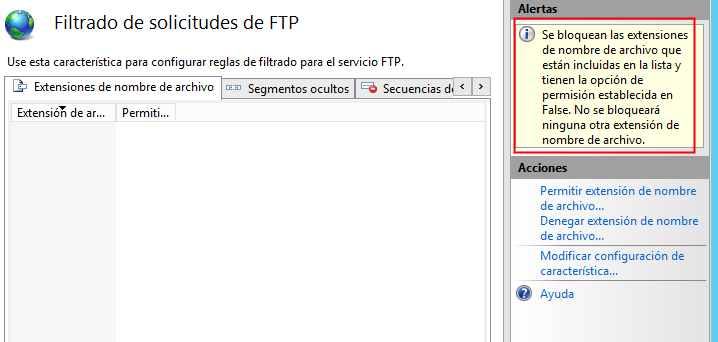 Filtrado de solicitudes de FTP
Use esta característica para configurar reglas de filtrado para el servicio FTP.
Extensiones de nombre de archivo
Segmentos ocultos
Secuencias de
Extensión de ar...
Permiti...
Alertas
Se bloquean las extensiones
de nombre de archivo que
están incluidas en la lista y
tienen la opción de
permisión establecida en
False. No se bloqueará
ninguna otra extensión de
nombre de archivo.
Acciones
Permitir extensión de nombre
de archivo...
Denegar extensión de nombre
de archivo...
Modificar configuración de
característica...
Ayuda